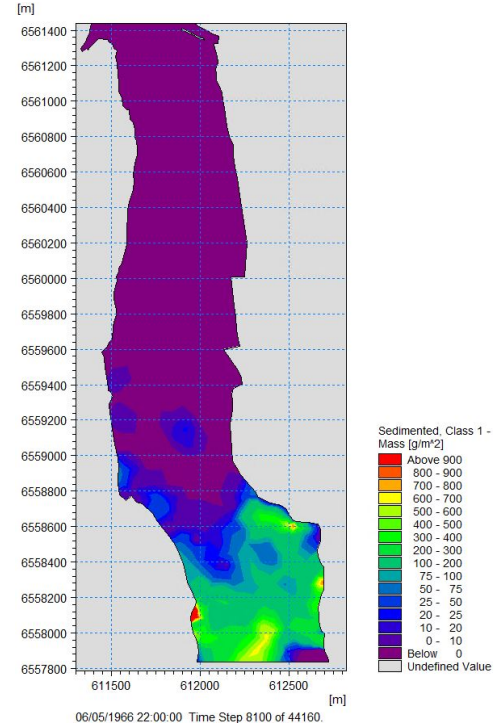 [m]
6561400
6561200
6561000
6560800
6560600
6560400
6560200
6560000
6559800
6559600
6559400
6559200
6559000
6558800
6558600
6558400
6558200
6558000
6557800
611500 612000 612500
[m]
06/05/1966 22:00:00 Time Step 8100 of 44160.
Sedimented, Class 1 -
Mass [g/m^2]
Above 900
800 - 900
700 - 800
600 - 700
500 - 600
400 - 500
300 - 400
200 - 300
100 - 200
75 - 100
50 - 75
25 - 50
20 - 25
10 - 20
0 - 10
Below 0
Undefined Value